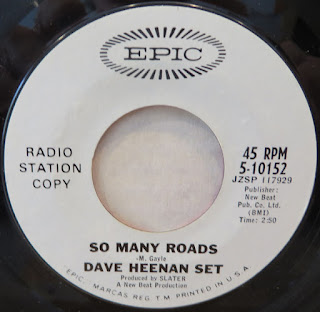 EPIC
RADIO
STATION
COPY
45 RPM
5-10152
JZSP 117929
Publisher:
New Beat
Pub. Co. Ltd.
(BMI)
Time: 2:50
SO MANY ROADS
-M. Gayle
DAVE HEENAN SET
Produced by SLATER
A New Beat Production
EPIC - MARCAS REG. T.M. PRINTED IN U.S.A.